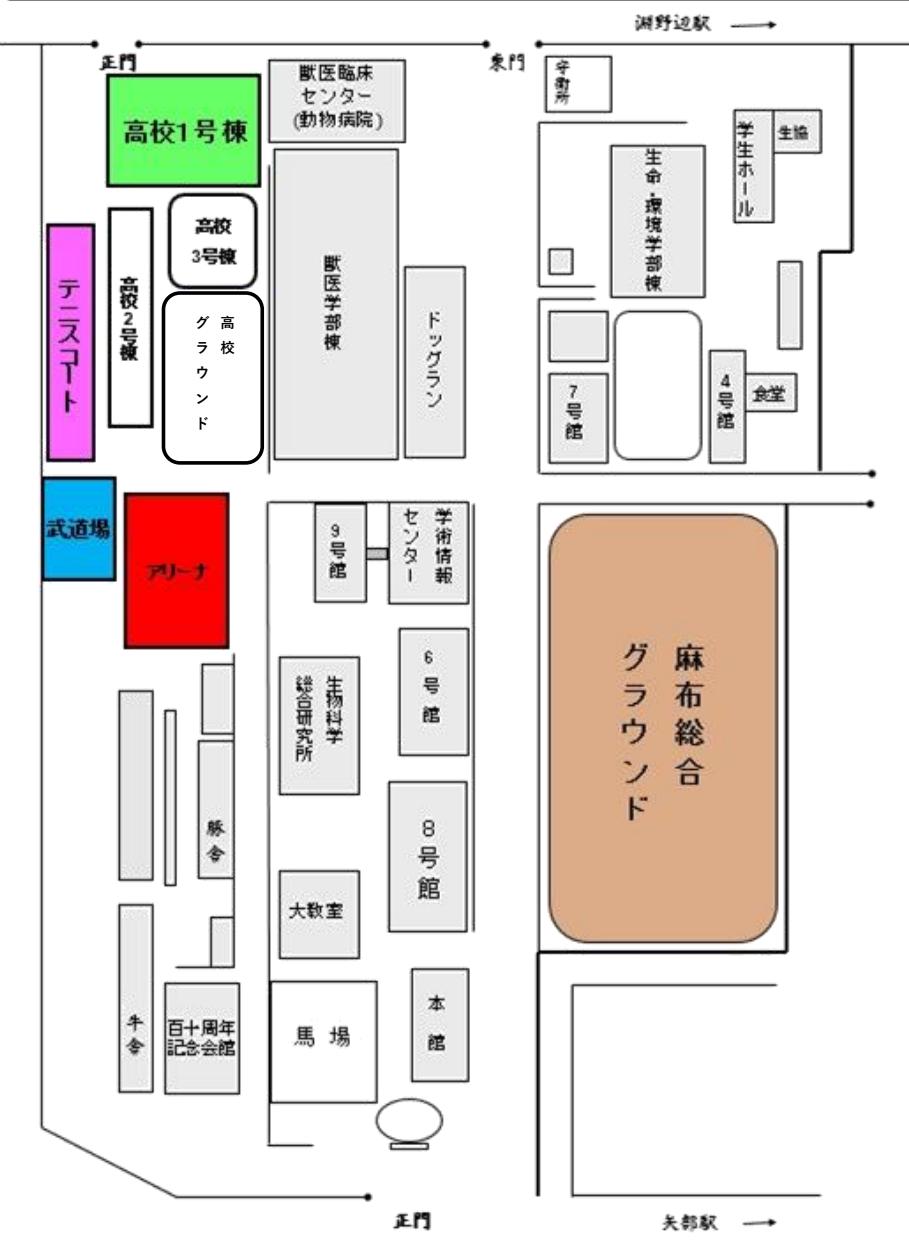 淵野辺駅
正門
東門
守衛所
獣医臨床
センター
(動物病院)
高校1号棟
学生ホール
生協
生命・環境学部棟
高校
3号棟
テニスコート
高校2号棟
高校
グラウンド
獣医学部棟
ドッグラン
7号館
4号館
食堂
武道場
アリーナ
9号館
学術情報
センター
6号館
生物科学
総合研究所
麻布総合
グラウンド
豚舎
8号館
大教室
牛舎
百十周年
記念会館
馬場
本館
正門
矢部駅